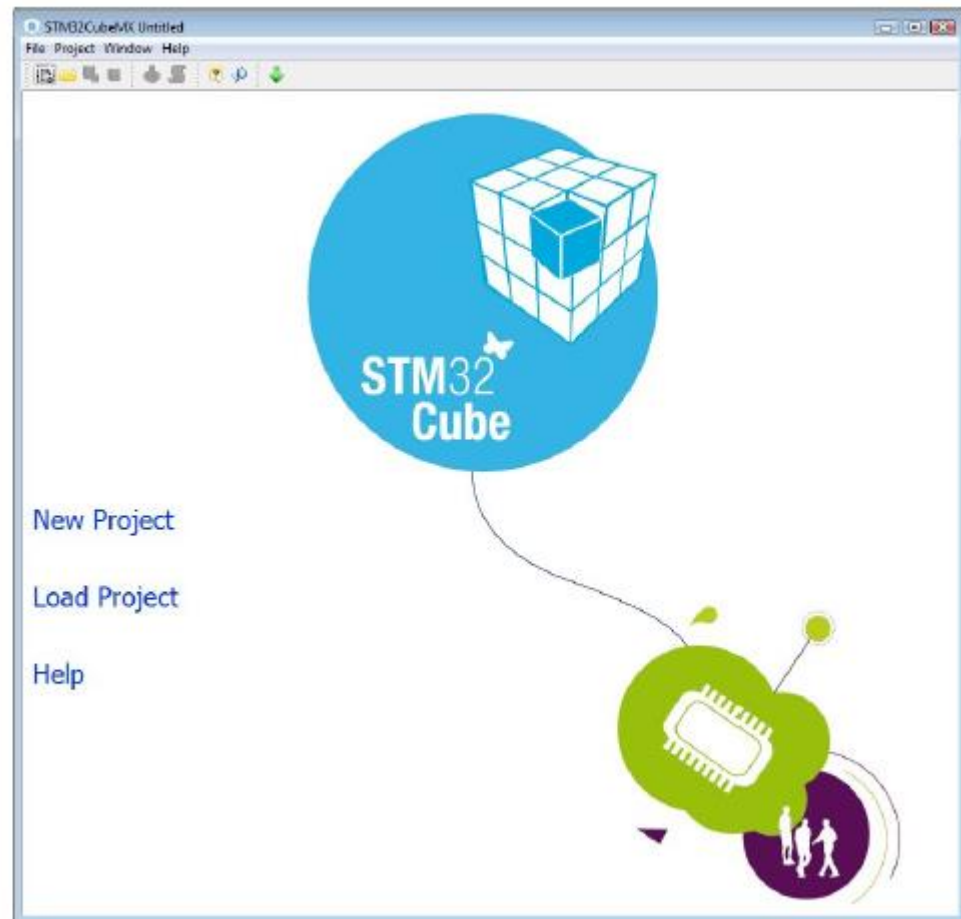 STM32CubeMX Untitled
File Project Window Help
STM32
Cube
New Project
Load Project
Help